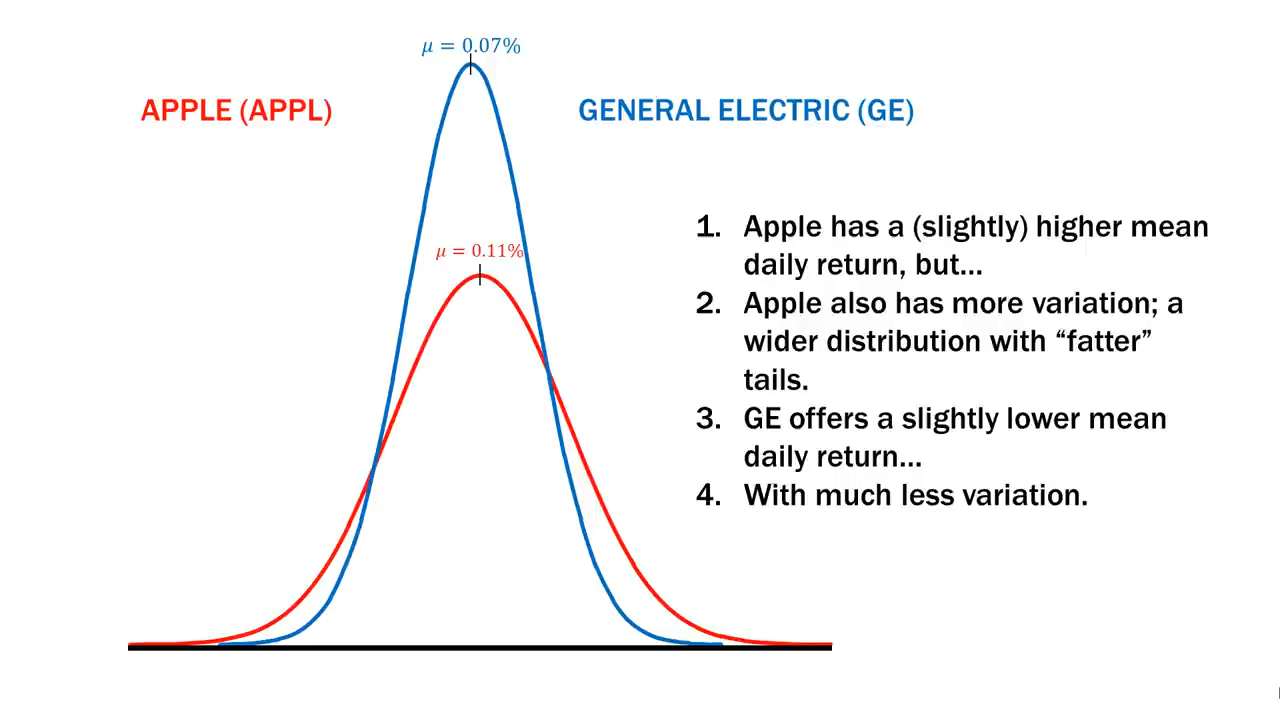 μ = 0.07%
APPLE (APPL)
GENERAL ELECTRIC (GE)
μ = 0.11%
1. Apple has a (slightly) higher mean
daily return, but...
2. Apple also has more variation; a
wider distribution with “fatter”
tails.
3. GE offers a slightly lower mean
daily return...
4. With much less variation.